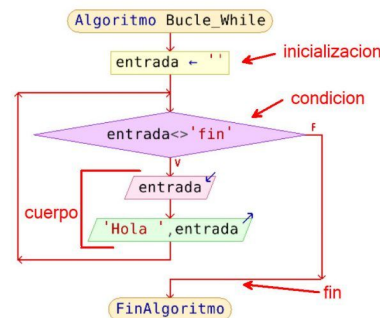 Algoritmo Bucle_While
entrada ← ''
inicializacion
condicion
entrada<>'fin'
F
V
entrada
cuerpo
'Hola ',entrada
fin
FinAlgoritmo